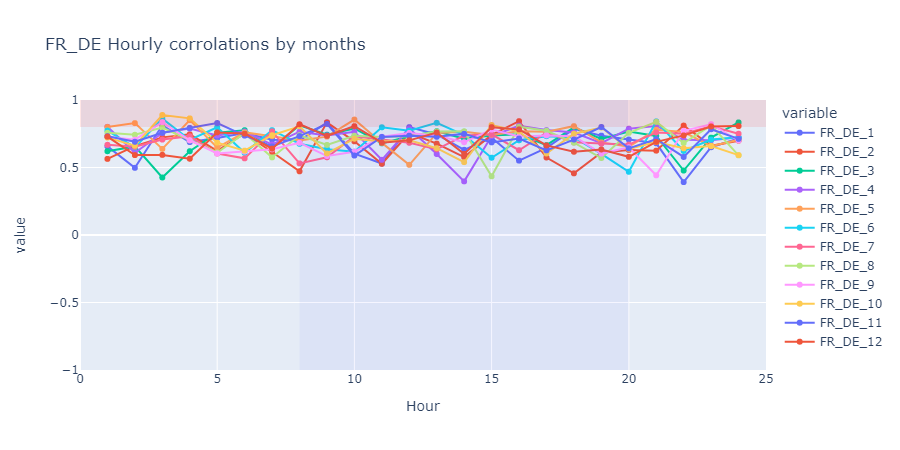 FR_DE Hourly corrolations by months
1
0.5
0
−0.5
−1
value
0
5
10
15
20
25
Hour
variable
FR_DE_1
FR_DE_2
FR_DE_3
FR_DE_4
FR_DE_5
FR_DE_6
FR_DE_7
FR_DE_8
FR_DE_9
FR_DE_10
FR_DE_11
FR_DE_12